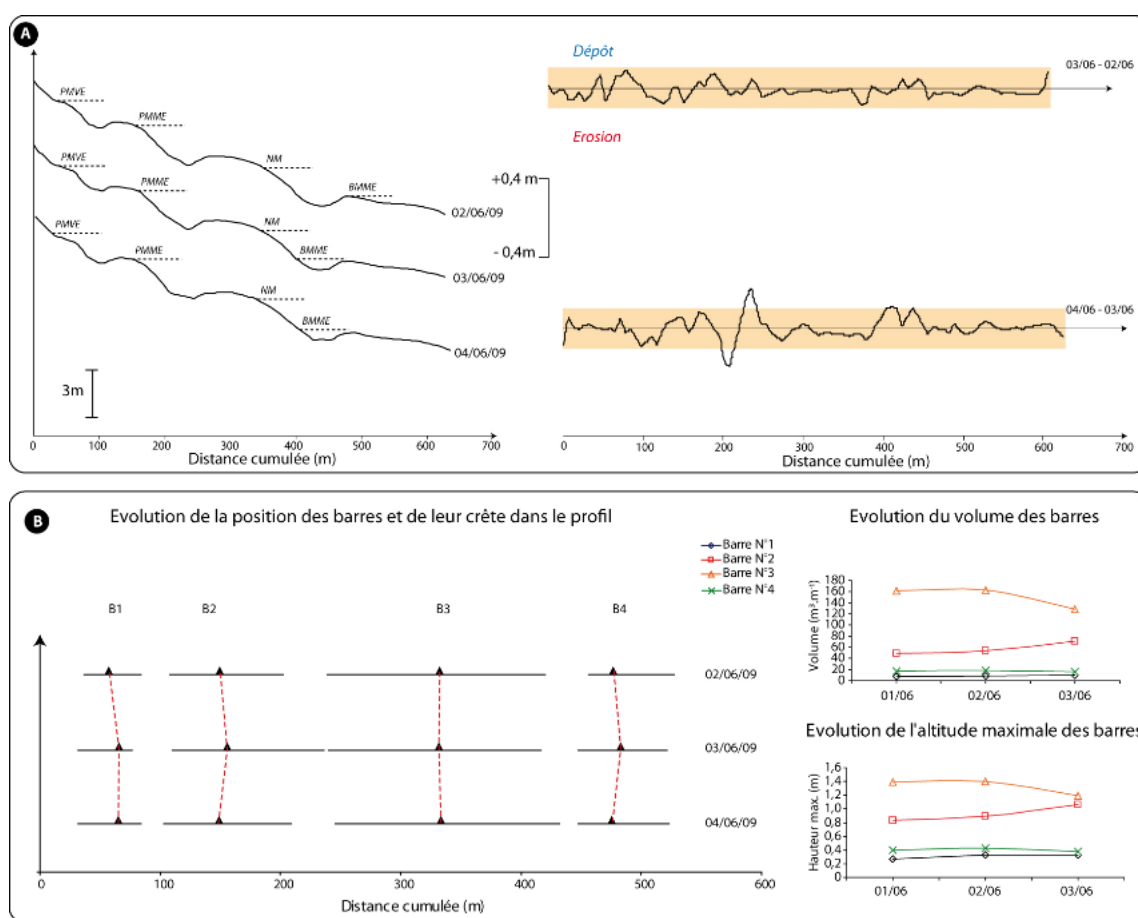 A
Dépôt
03/06 - 02/06
PMVE
PMME
NM
BMME
02/06/09
Erosion
+0,4 m
- 0,4m
PMVE
PMME
NM
BMME
03/06/09
PMVE
PMME
NM
BMME
04/06/09
04/06 - 03/06
3m
0 100 200 300 400 500 600 700
Distance cumulée (m)
0 100 200 300 400 500 600 700
Distance cumulée (m)
B
Evolution de la position des barres et de leur crête dans le profil
Barre N°1
Barre N°2
Barre N°3
Barre N°4
B1 B2 B3 B4
02/06/09
03/06/09
04/06/09
0 100 200 300 400 500 600
Distance cumulée (m)
Evolution du volume des barres
Volume (m³.m⁻¹)
180
160
140
120
100
80
60
40
20
0
01/06 02/06 03/06
Evolution de l'altitude maximale des barres
Hauteur max. (m)
1,6
1,4
1,2
1,0
0,8
0,6
0,4
0,2
0
01/06 02/06 03/06